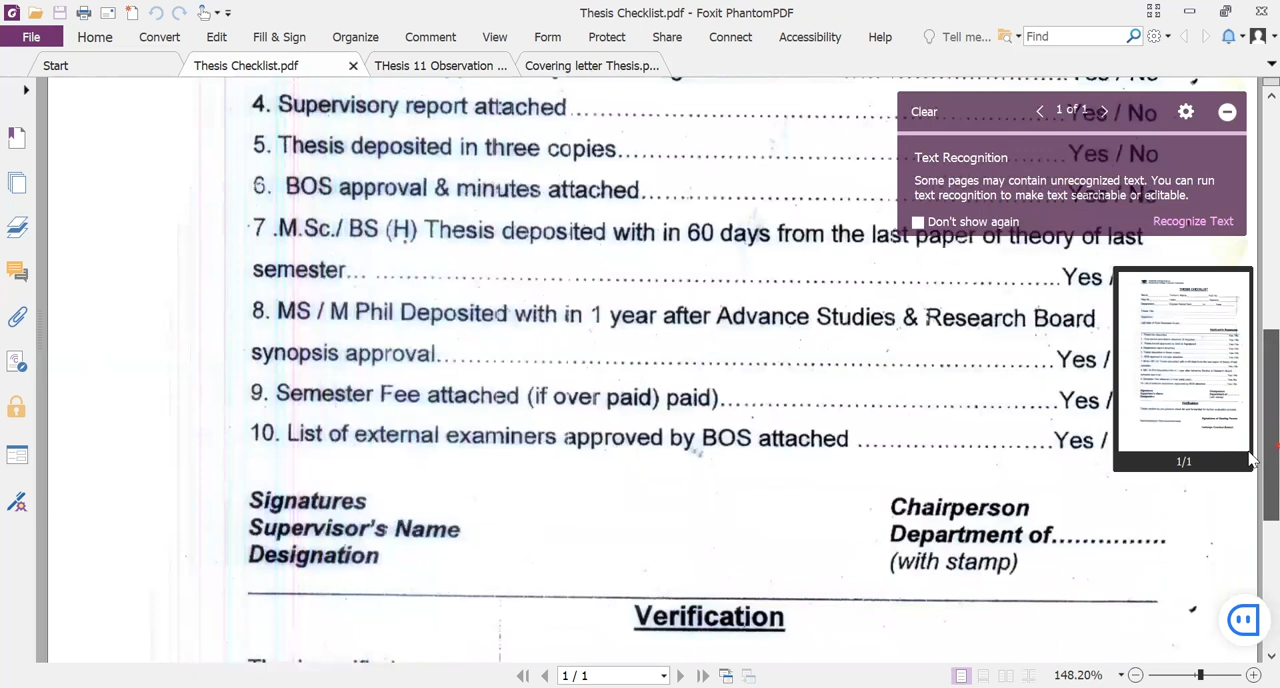 Thesis Checklist.pdf - Foxit PhantomPDF
File Home Convert Edit Fill & Sign Organize Comment View Form Protect Share Connect Accessibility Help Tell me... Find
Start Thesis Checklist.pdf THesis 11 Observation ... Covering letter Thesis.p...
4. Supervisory report attached.......... Yes / No
5. Thesis deposited in three copies.......... Yes / No
6. BOS approval & minutes attached.......... Yes / No
7 .M.Sc./ BS (H) Thesis deposited with in 60 days from the last paper of theory of last
semester... .......... Yes /
8. MS / M Phil Deposited with in 1 year after Advance Studies & Research Board
synopsis approval.......... Yes /
9. Semester Fee attached (if over paid) paid).......... Yes /
10. List of external examiners approved by BOS attached .......... Yes /
Clear 1 of 1
Text Recognition
Some pages may contain unrecognized text. You can run
text recognition to make text searchable or editable.
Don't show again Recognize Text
THESIS CHECKLIST
Verification
1/1
Signatures
Supervisor's Name
Designation
Chairperson
Department of...............
(with stamp)
Verification
1 / 1 148.20%